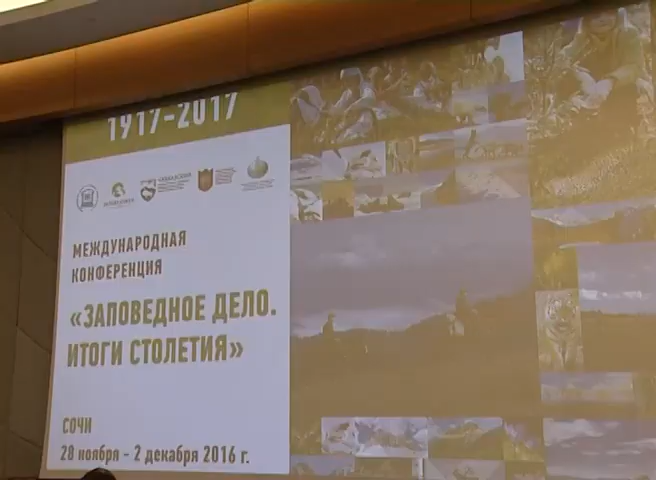 1917-2017
МЕЖДУНАРОДНАЯ
КОНФЕРЕНЦИЯ
«ЗАПОВЕДНОЕ ДЕЛО.
ИТОГИ СТОЛЕТИЯ»
СОЧИ
28 ноября - 2 декабря 2016 г.